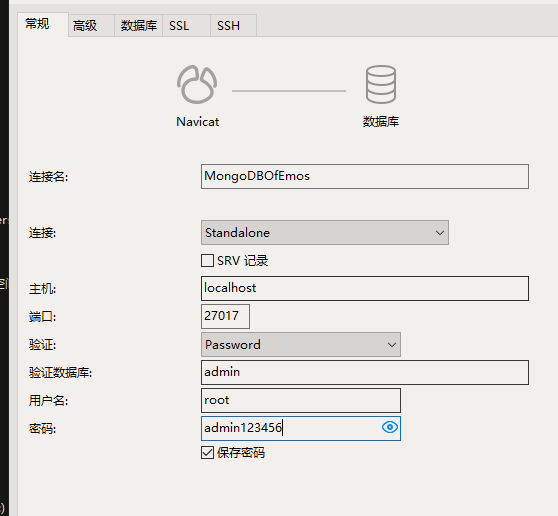 常规 高级 数据库 SSL SSH
Navicat 数据库
连接名: MongoDBOfEmos
连接: Standalone
SRV 记录
主机: localhost
端口: 27017
验证: Password
验证数据库: admin
用户名: root
密码: admin123456
保存密码